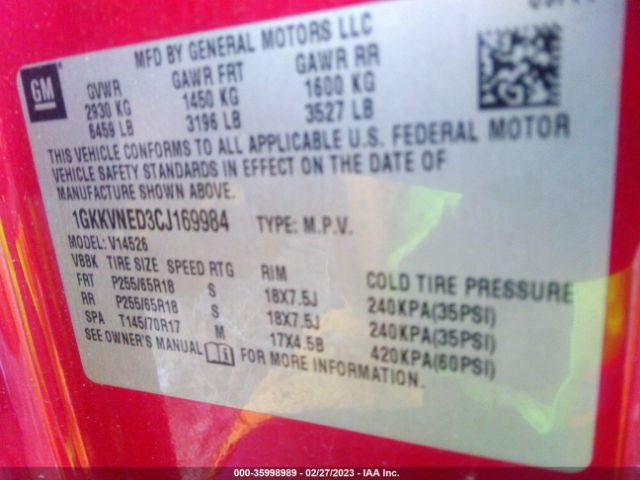 MFD BY GENERAL MOTORS LLC
GM
GVWR GAWR FRT GAWR RR
2930 KG 1450 KG 1600 KG
6459 LB 3196 LB 3527 LB
THIS VEHICLE CONFORMS TO ALL APPLICABLE U.S. FEDERAL MOTOR
VEHICLE SAFETY STANDARDS IN EFFECT ON THE DATE OF
MANUFACTURE SHOWN ABOVE.
1GKKVNED3CJ169984 TYPE: M.P.V.
MODEL: V14526
VBBK TIRE SIZE SPEED RTG RIM COLD TIRE PRESSURE
FRT P255/65R18 S 18X7.5J 240KPA(35PSI)
RR P255/65R18 S 18X7.5J 240KPA(35PSI)
SPA T145/70R17 M 17X4.5B 420KPA(60PSI)
SEE OWNER'S MANUAL FOR MORE INFORMATION.
000-35998989 - 02/27/2023 - IAA Inc.